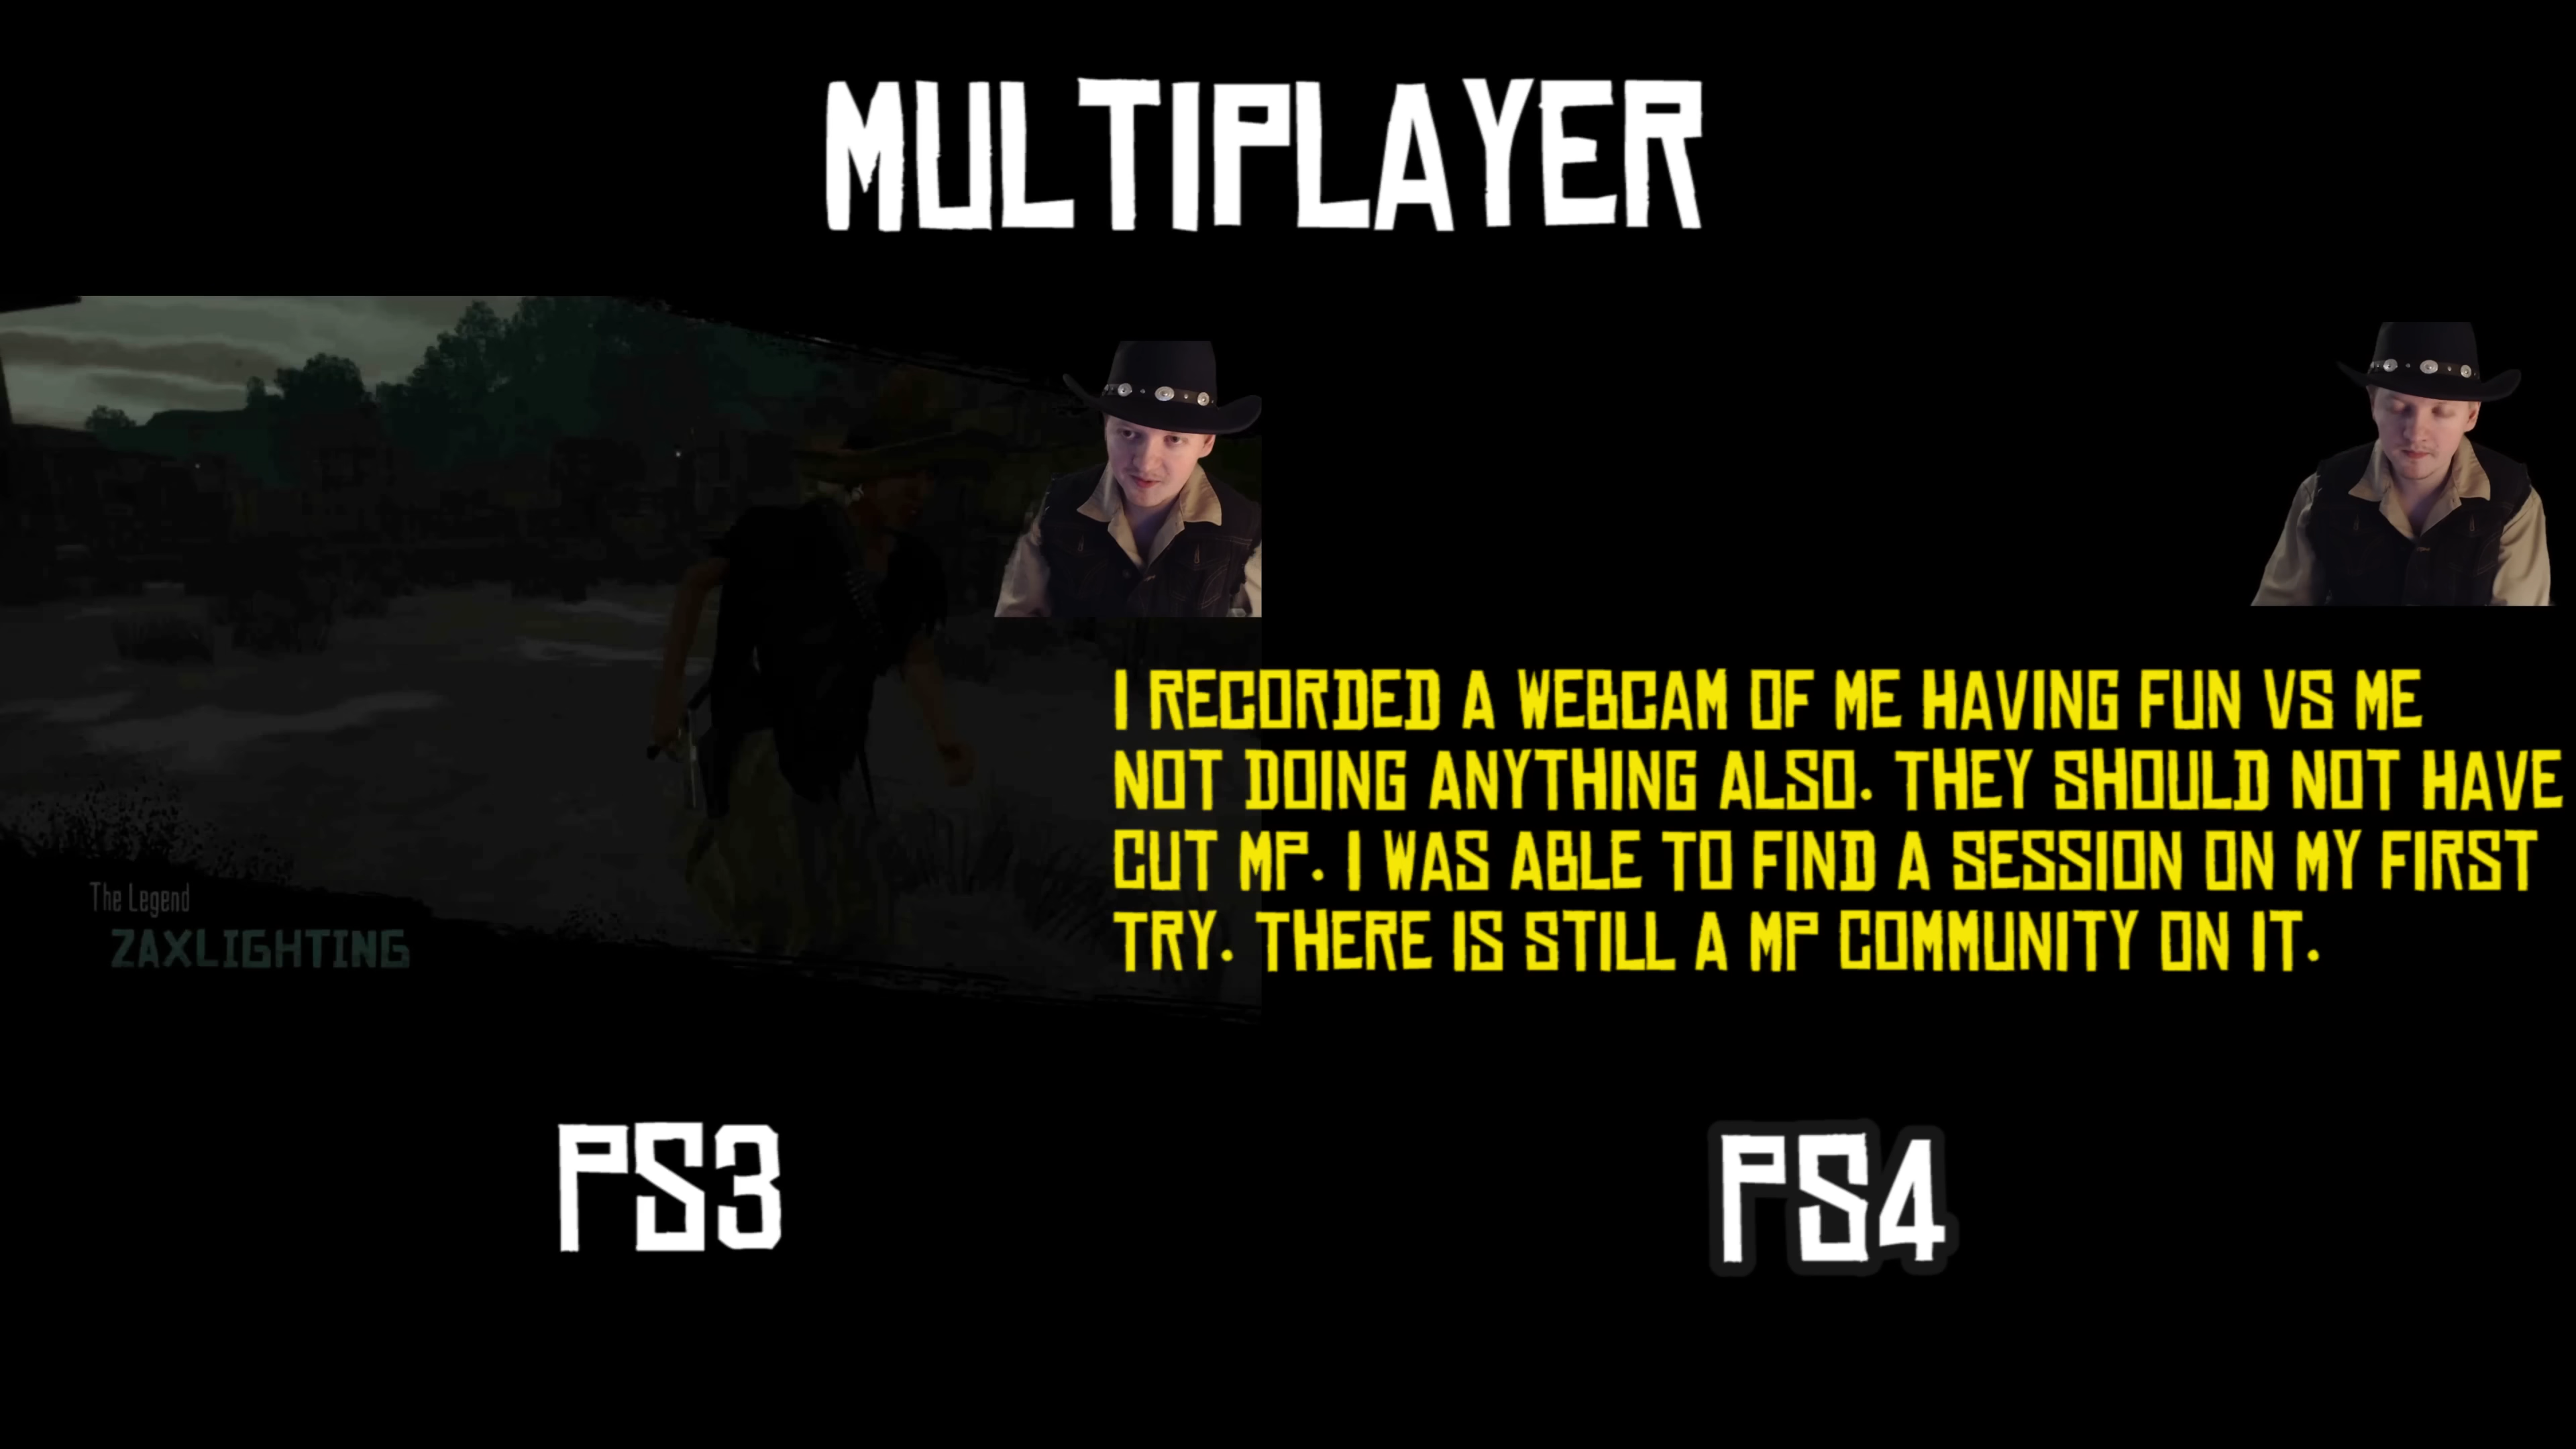 MULTIPLAYER
I RECORDED A WEBCAM OF ME HAVING FUN VS ME
NOT DOING ANYTHING ALSO. THEY SHOULD NOT HAVE
CUT MP. I WAS ABLE TO FIND A SESSION ON MY FIRST
TRY. THERE IS STILL A MP COMMUNITY ON IT.
The Legend
ZAXLIGHTING
PS3
PS4